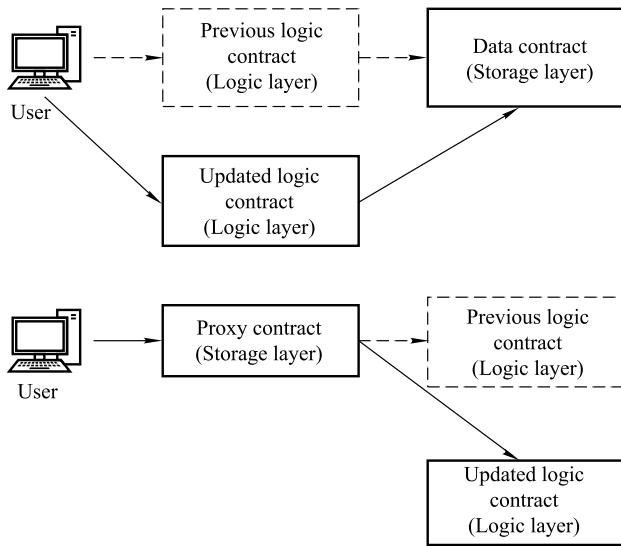 Previous logic
contract
(Logic layer)
Data contract
(Storage layer)
User
Updated logic
contract
(Logic layer)
Proxy contract
(Storage layer)
Previous logic
contract
(Logic layer)
User
Updated logic
contract
(Logic layer)